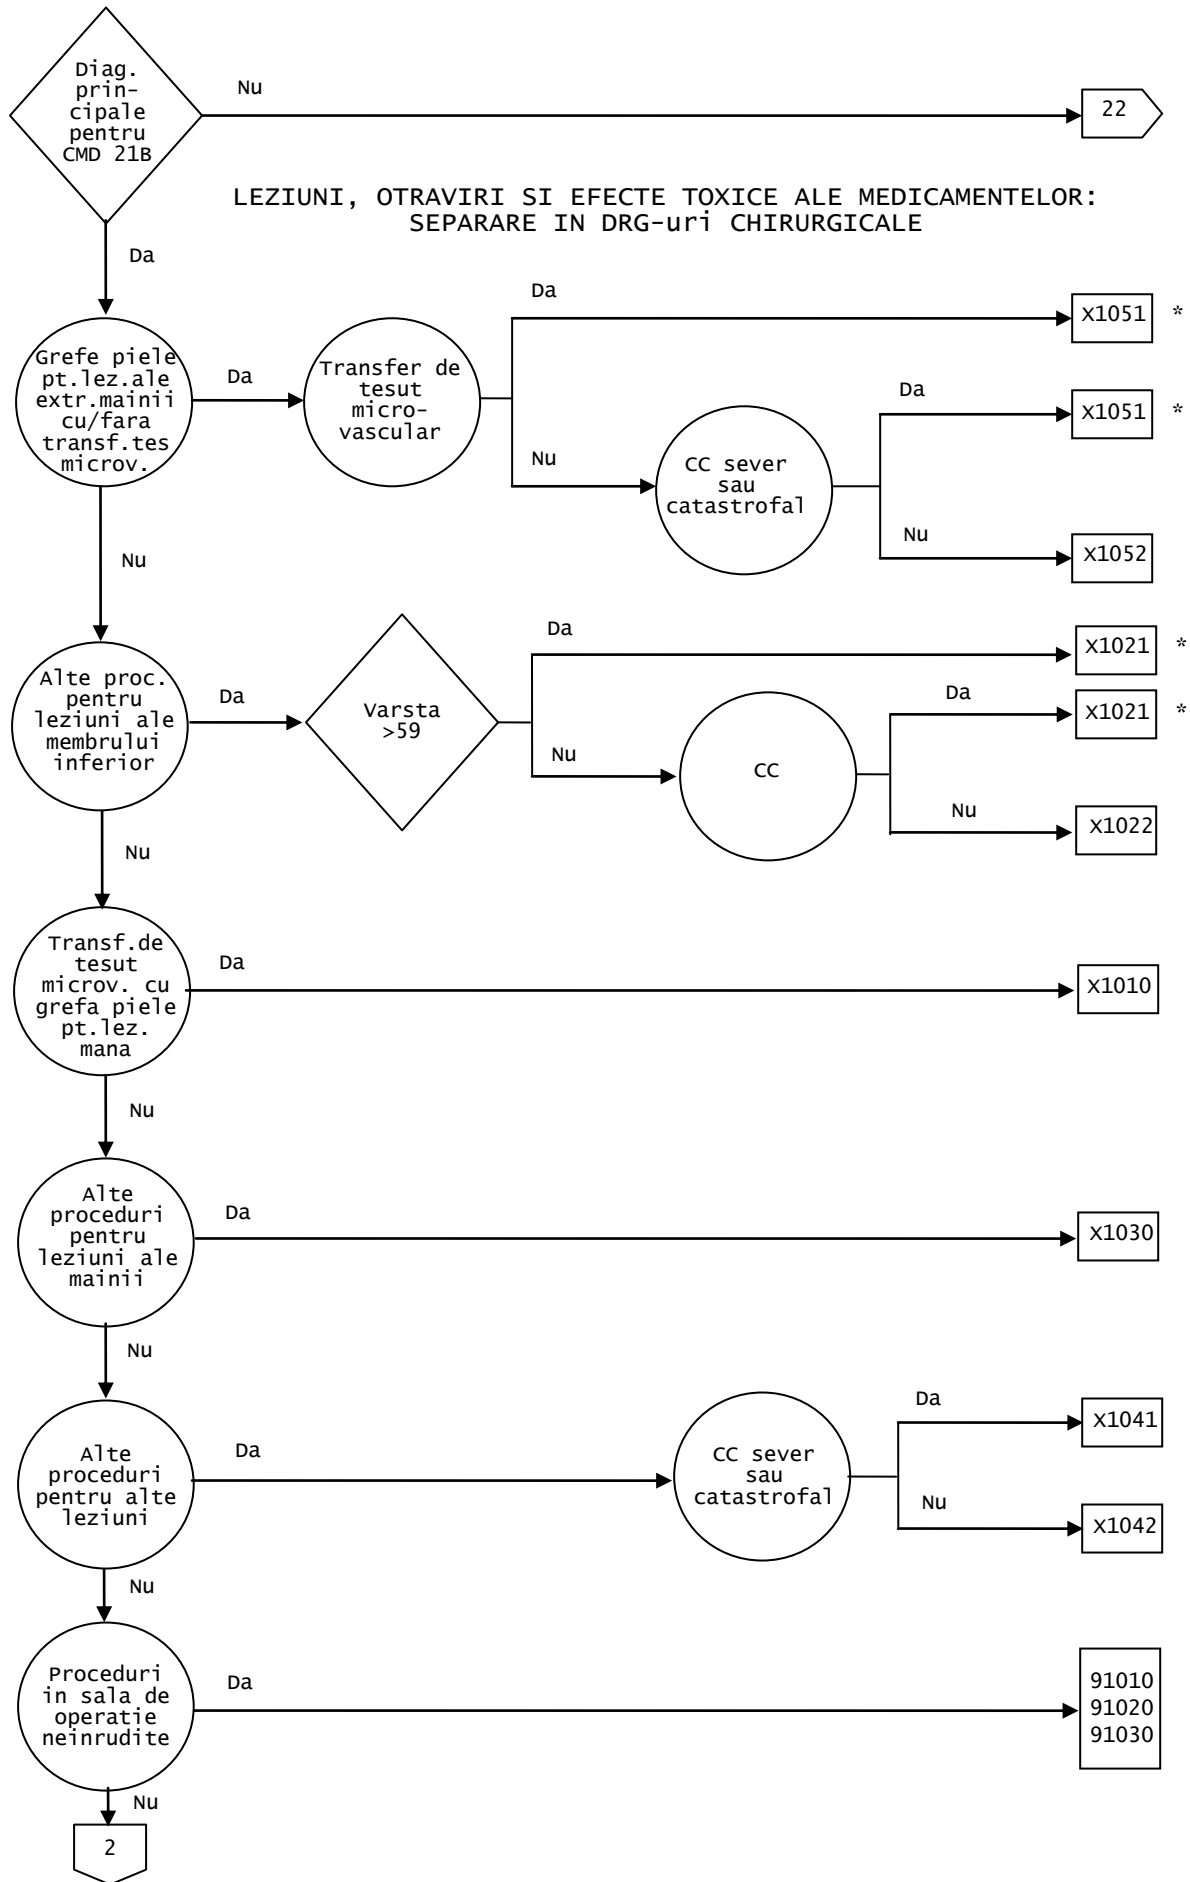 Diag.
prin-
cipale
pentru
CMD 21B
Nu
22
LEZIUNI, OTRAVIRI SI EFECTE TOXICE ALE MEDICAMENTELOR:
SEPARARE IN DRG-uri CHIRURGICALE
Da
Grefe piele
pt.lez.ale
extr.mainii
cu/fara
transf.tes
microv.
Da
Transfer de
tesut
micro-
vascular
Da
X1051 *
Nu
CC sever
sau
catastrofal
Da
X1051 *
Nu
X1052
Nu
Alte proc.
pentru
leziuni ale
membrului
inferior
Da
Varsta
>59
Da
X1021 *
Nu
CC
Da
X1021 *
Nu
X1022
Nu
Transf.de
tesut
microv. cu
grefa piele
pt.lez.
mana
Da
X1010
Nu
Alte
proceduri
pentru
leziuni ale
mainii
Da
X1030
Nu
Alte
proceduri
pentru alte
leziuni
Da
CC sever
sau
catastrofal
Da
X1041
Nu
X1042
Nu
Proceduri
in sala de
operatie
neinrudite
Da
91010
91020
91030
Nu
2